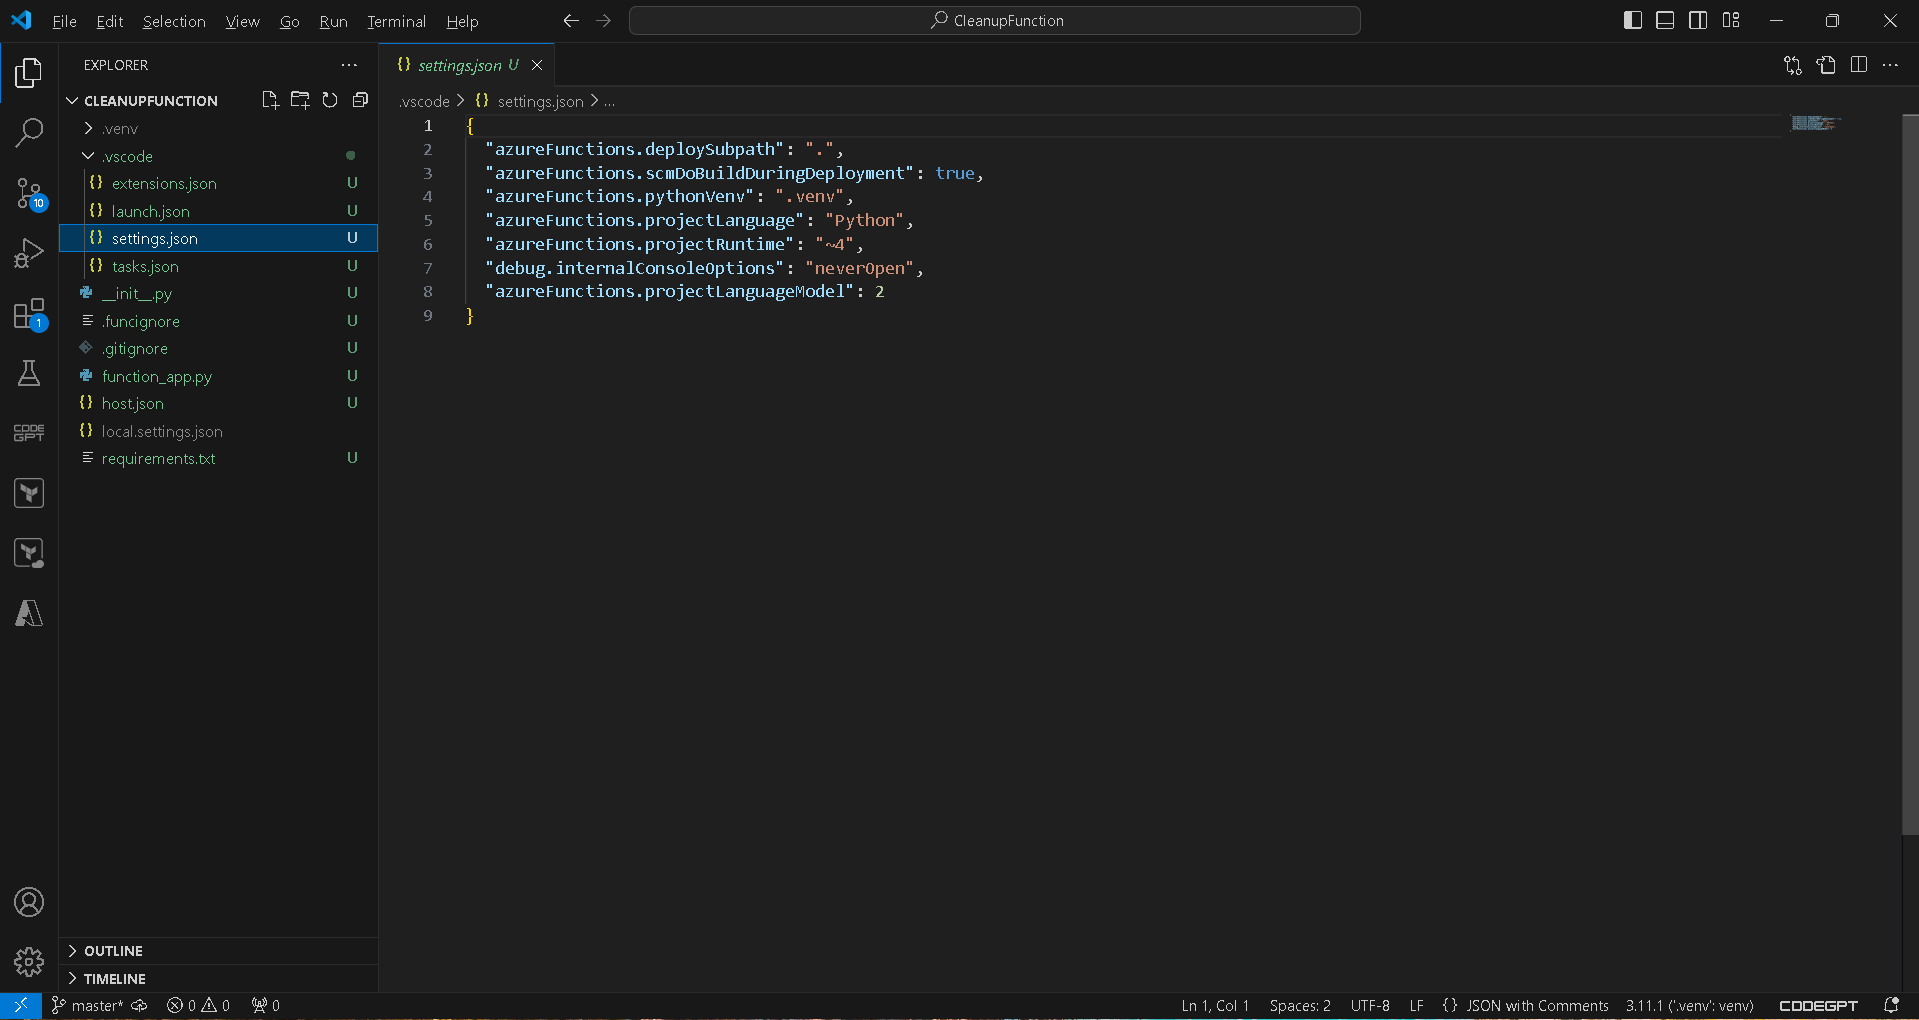 File Edit Selection View Go Run Terminal Help
CleanupFunction
EXPLORER
settings.json U
CLEANUPFUNCTION
.vscode > {} settings.json > ...
.venv
.vscode
extensions.json U
launch.json U
settings.json U
tasks.json U
__init__.py U
.funcignore U
.gitignore U
function_app.py U
host.json U
local.settings.json
requirements.txt U
10
1
CODE
GPT
1 {
2 "azureFunctions.deploySubpath": ".",
3 "azureFunctions.scmDoBuildDuringDeployment": true,
4 "azureFunctions.pythonVenv": ".venv",
5 "azureFunctions.projectLanguage": "Python",
6 "azureFunctions.projectRuntime": "~4",
7 "debug.internalConsoleOptions": "neverOpen",
8 "azureFunctions.projectLanguageModel": 2
9 }
OUTLINE
TIMELINE
master* 0 0 0 Ln 1, Col 1 Spaces: 2 UTF-8 LF {} JSON with Comments 3.11.1 ('.venv': venv) CODEGPT